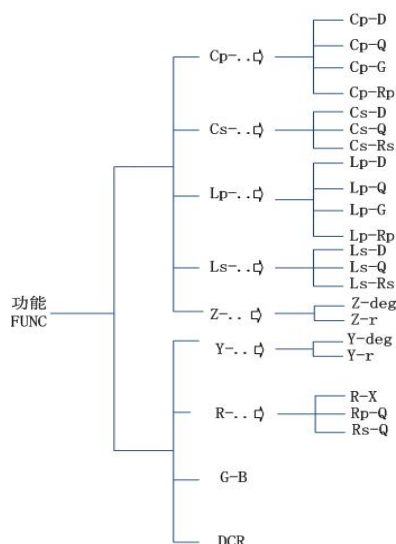 功能
FUNC
Cp-..⇨
Cp-D
Cp-Q
Cp-G
Cp-Rp
Cs-..⇨
Cs-D
Cs-Q
Cs-Rs
Lp-..⇨
Lp-D
Lp-Q
Lp-G
Lp-Rp
Ls-..⇨
Ls-D
Ls-Q
Ls-Rs
Z-..⇨
Z-deg
Z-r
Y-..⇨
Y-deg
Y-r
R-..⇨
R-X
Rp-Q
Rs-Q
G-B
DCR